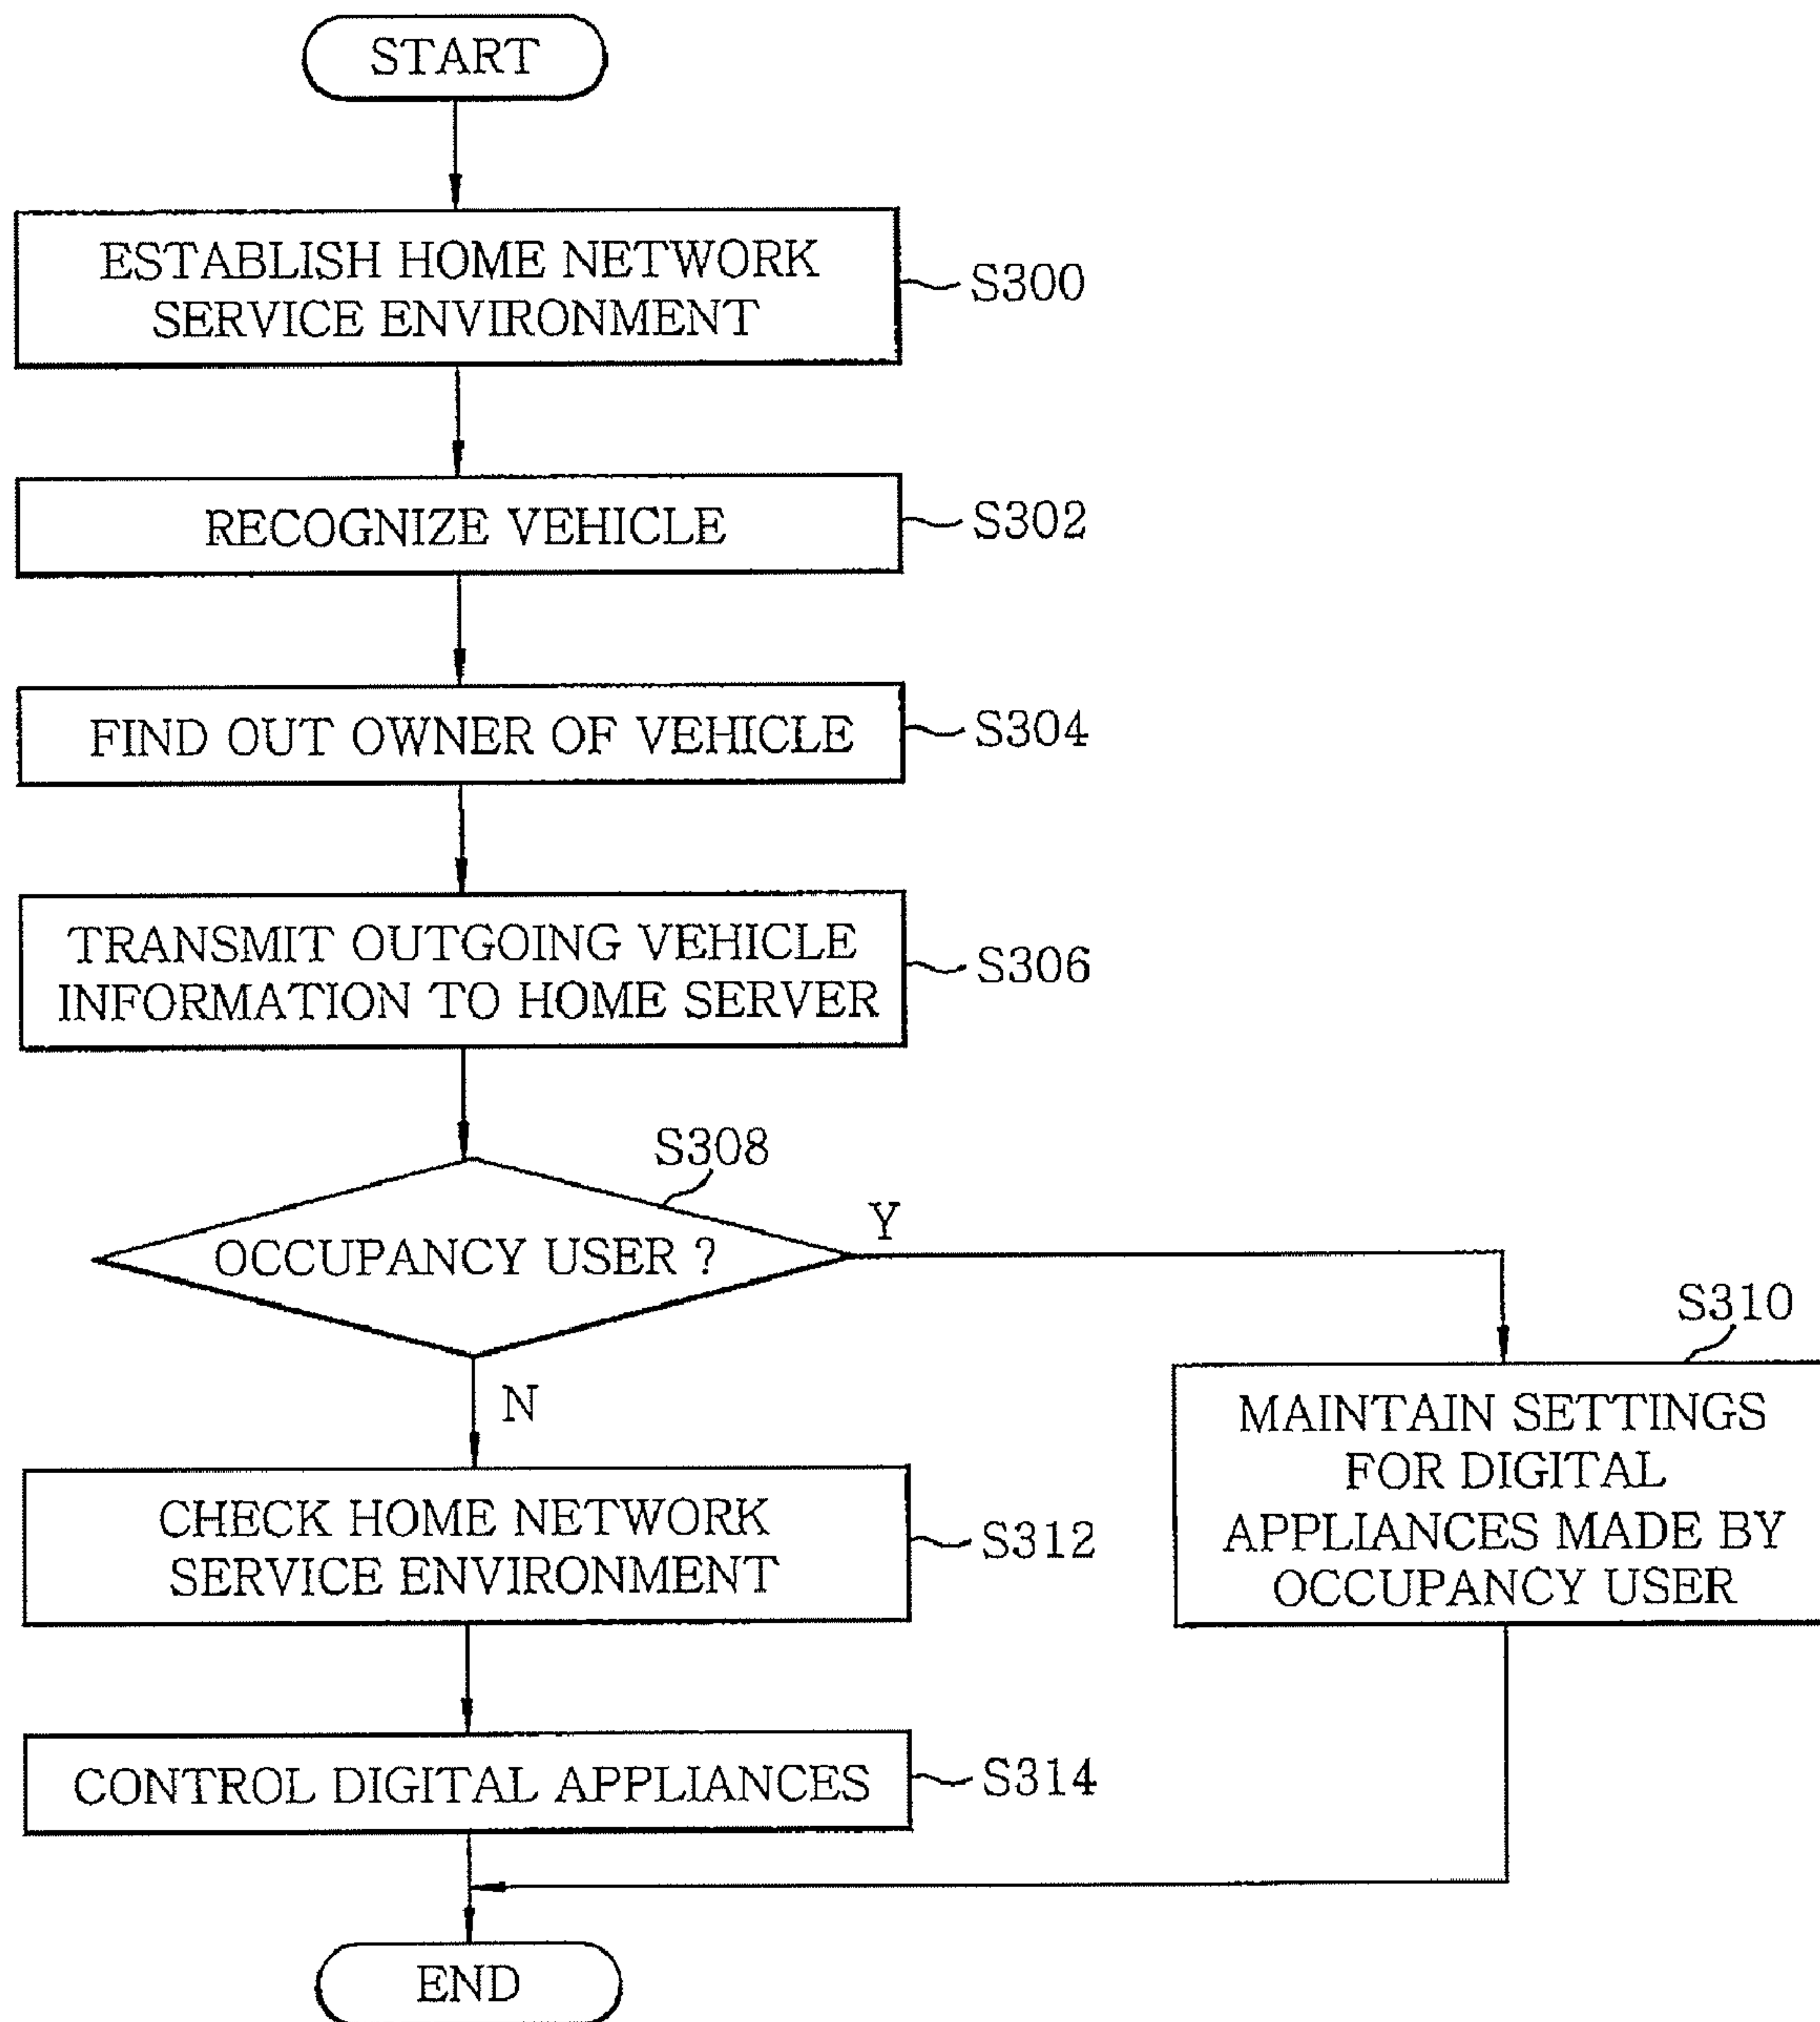 START
ESTABLISH HOME NETWORK
SERVICE ENVIRONMENT
S300
RECOGNIZE VEHICLE
S302
FIND OUT OWNER OF VEHICLE
S304
TRANSMIT OUTGOING VEHICLE
INFORMATION TO HOME SERVER
S306
S308
OCCUPANCY USER ?
Y
N
S310
MAINTAIN SETTINGS
FOR DIGITAL
APPLIANCES MADE BY
OCCUPANCY USER
CHECK HOME NETWORK
SERVICE ENVIRONMENT
S312
CONTROL DIGITAL APPLIANCES
S314
END